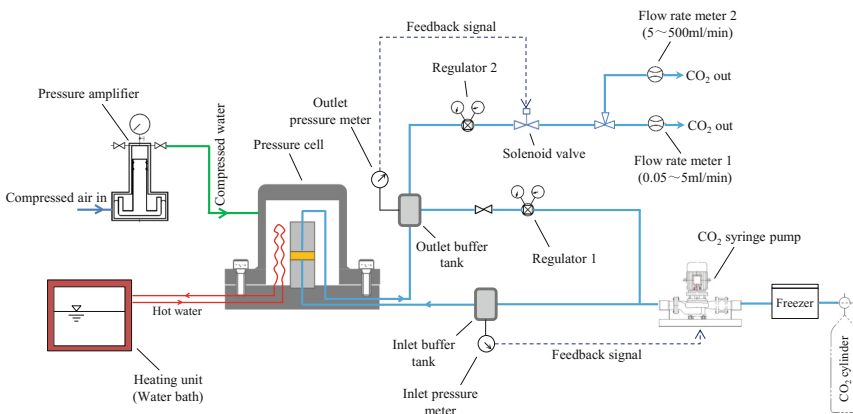 Flow rate meter 2
(5～500ml/min)
Feedback signal
Regulator 2
CO2 out
Pressure amplifier
Outlet
pressure meter
CO2 out
Compressed water
Pressure cell
Solenoid valve
Flow rate meter 1
(0.05～5ml/min)
Compressed air in
Outlet buffer
tank
Regulator 1
CO2 syringe pump
Hot water
Freezer
Inlet buffer
tank
Feedback signal
Heating unit
(Water bath)
Inlet pressure
meter
CO2 cylinder